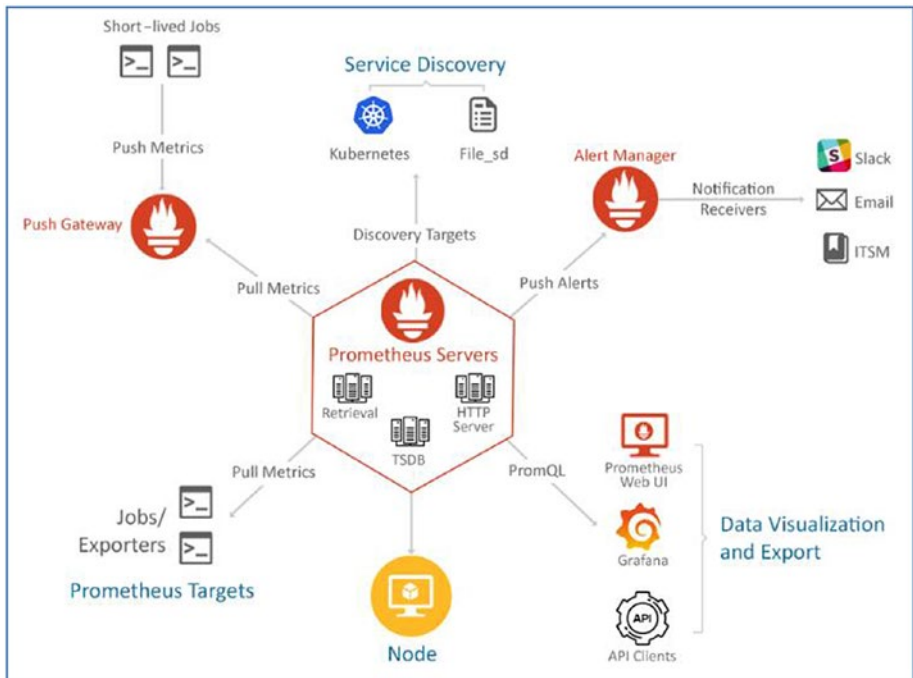 Short-lived Jobs
Push Metrics
Push Gateway
Pull Metrics
Service Discovery
Kubernetes
File_sd
Discovery Targets
Alert Manager
Push Alerts
Notification
Receivers
Slack
Email
ITSM
Prometheus Servers
Retrieval
TSDB
HTTP
Server
Pull Metrics
Jobs/
Exporters
Prometheus Targets
Node
PromQL
Prometheus
Web UI
Grafana
API
API Clients
Data Visualization
and Export